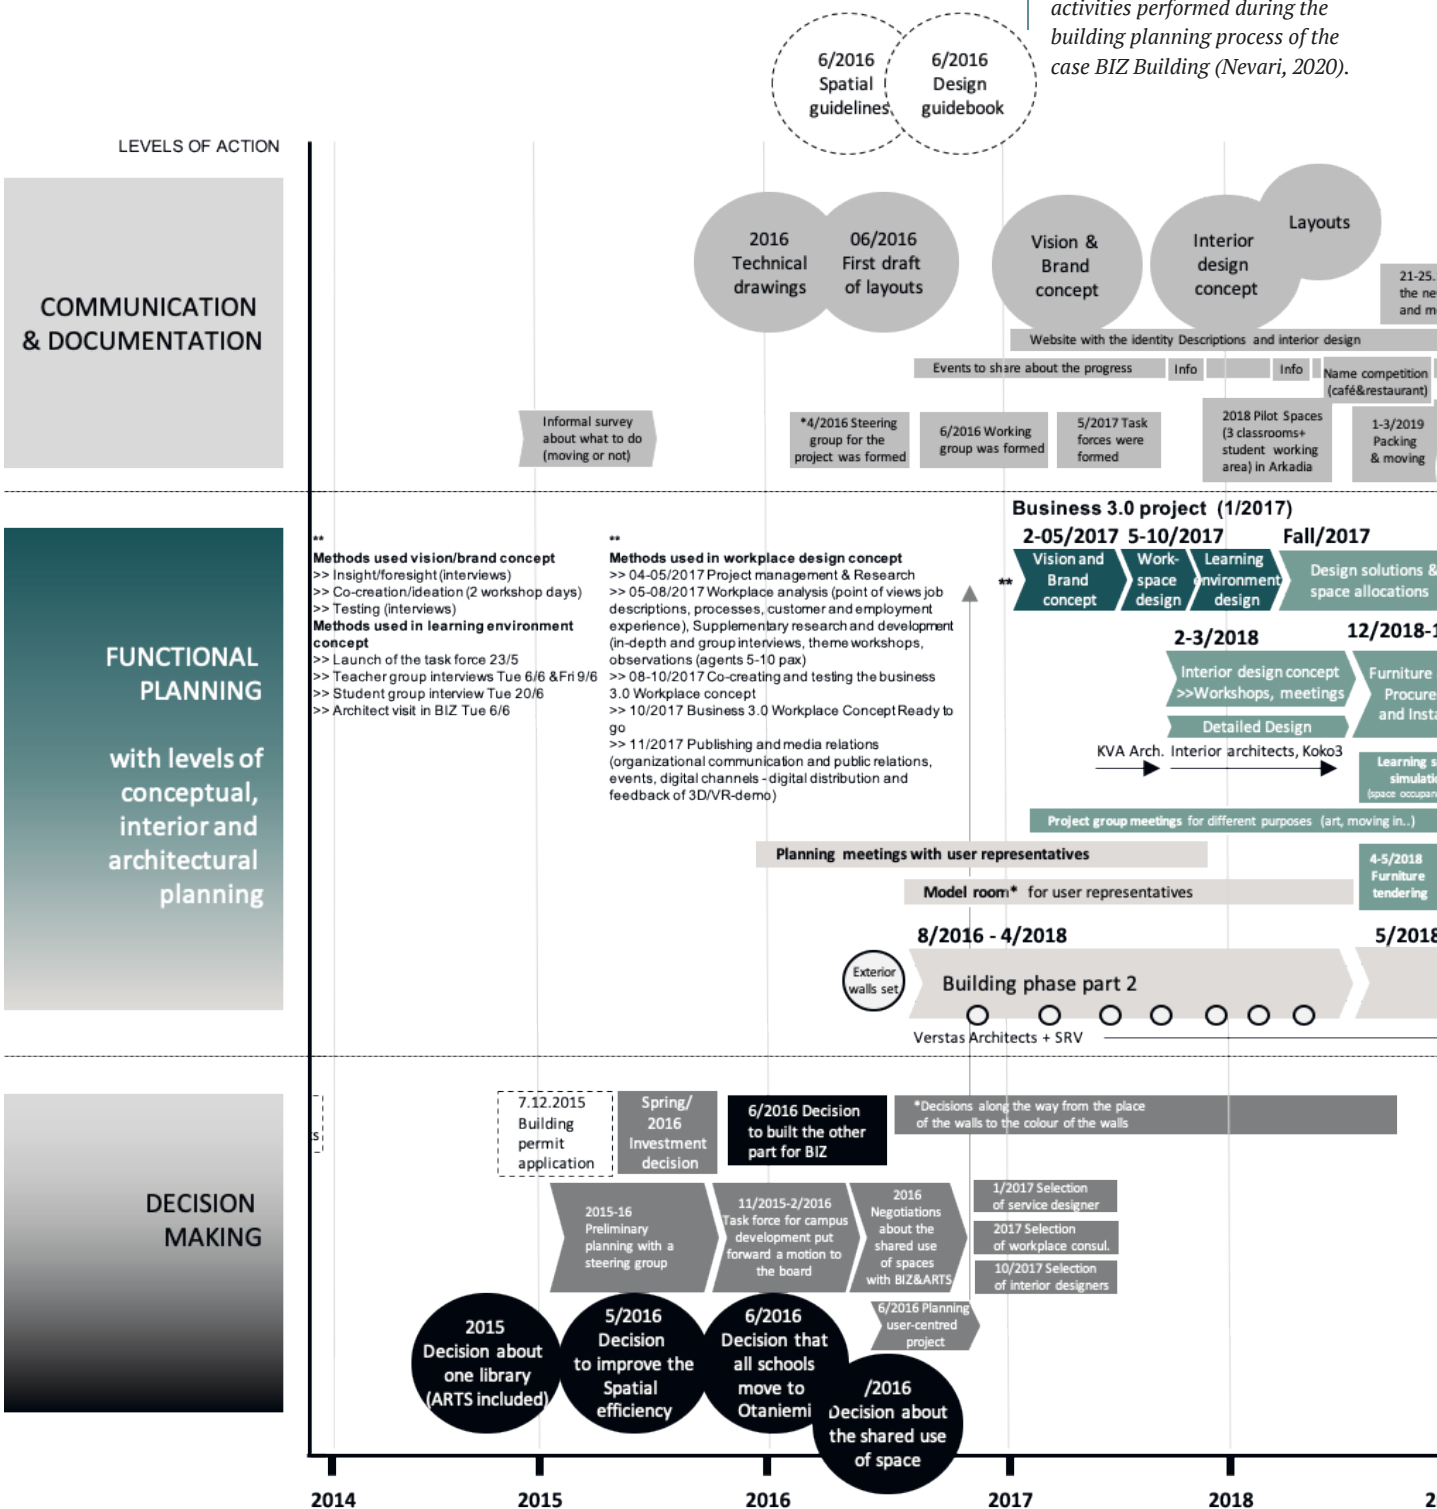 activities performed during the
building planning process of the
case BIZ Building (Nevari, 2020).
6/2016
Spatial
guidelines
6/2016
Design
guidebook
LEVELS OF ACTION
COMMUNICATION
& DOCUMENTATION
2016
Technical
drawings
06/2016
First draft
of layouts
Vision &
Brand
concept
Interior
design
concept
Layouts
21-25.
the ne
and m
Website with the identity Descriptions and interior design
Events to share about the progress
Info
Info
Name competition
(café&restaurant)
Informal survey
about what to do
(moving or not)
*4/2016 Steering
group for the
project was formed
6/2016 Working
group was formed
5/2017 Task
forces were
formed
2018 Pilot Spaces
(3 classrooms+
student working
area) in Arkadia
1-3/2019
Packing
& moving
FUNCTIONAL
PLANNING
with levels of
conceptual,
interior and
architectural
planning
**
Methods used vision/brand concept
>> Insight/foresight (interviews)
>> Co-creation/ideation (2 workshop days)
>> Testing (interviews)
Methods used in learning environment
concept
>> Launch of the task force 23/5
>> Teacher group interviews Tue 6/6 &Fri 9/6
>> Student group interview Tue 20/6
>> Architect visit in BIZ Tue 6/6
**
Methods used in workplace design concept
>> 04-05/2017 Project management & Research
>> 05-08/2017 Workplace analysis (point of views job
descriptions, processes, customer and employment
experience), Supplementary research and development
(in-depth and group interviews, theme workshops,
observations (agents 5-10 pax)
>> 08-10/2017 Co-creating and testing the business
3.0 Workplace concept
>> 10/2017 Business 3.0 Workplace Concept Ready to
go
>> 11/2017 Publishing and media relations
(organizational communication and public relations,
events, digital channels - digital distribution and
feedback of 3D/VR-demo)
Business 3.0 project (1/2017)
2-05/2017 5-10/2017 Fall/2017
**
Vision and
Brand
concept
Work-
space
design
Learning
environment
design
Design solutions &
space allocations
2-3/2018
12/2018-1
Interior design concept
>>Workshops, meetings
Furniture
Procure
and Insta
Detailed Design
KVA Arch. Interior architects, Koko3
Learning s
simulatio
(space occupan
Project group meetings for different purposes (art, moving in..)
Planning meetings with user representatives
Model room* for user representatives
4-5/2018
Furniture
tendering
8/2016 - 4/2018
5/2018
Exterior
walls set
Building phase part 2
Verstas Architects + SRV
DECISION
MAKING
s
7.12.2015
Building
permit
application
Spring/
2016
Investment
decision
6/2016 Decision
to built the other
part for BIZ
*Decisions along the way from the place
of the walls to the colour of the walls
2015-16
Preliminary
planning with a
steering group
11/2015-2/2016
Task force for campus
development put
forward a motion to
the board
2016
Negotiations
about the
shared use
of spaces
with BIZ&ARTS
1/2017 Selection
of service designer
2017 Selection
of workplace consul.
10/2017 Selection
of interior designers
6/2016 Planning
user-centred
project
2015
Decision about
one library
(ARTS included)
5/2016
Decision
to improve the
Spatial
efficiency
6/2016
Decision that
all schools
move to
Otaniemi
/2016
Decision about
the shared use
of space
2014
2015
2016
2017
2018
2